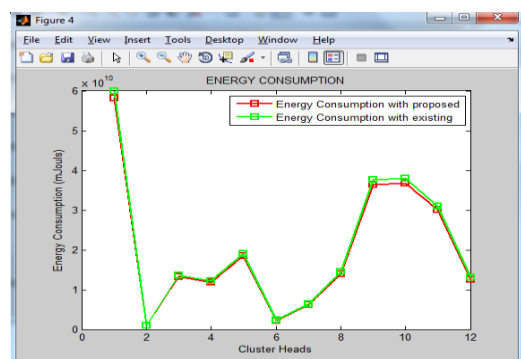 Figure 4
File Edit View Insert Tools Desktop Window Help
x 10^10
ENERGY CONSUMPTION
Energy Consumption with proposed
Energy Consumption with existing
6
5
4
3
2
1
0
Energy Consumption (mJouls)
0 2 4 6 8 10 12
Cluster Heads